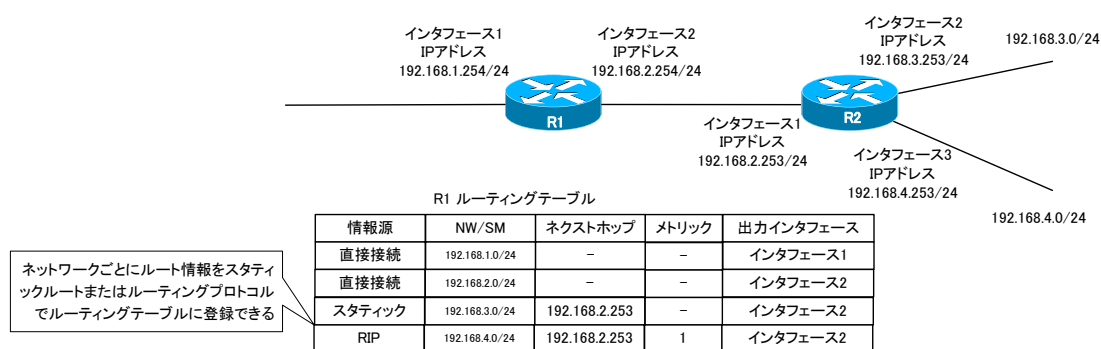 インタフェース1
IPアドレス
192.168.1.254/24
インタフェース2
IPアドレス
192.168.2.254/24
インタフェース2
IPアドレス
192.168.3.253/24
192.168.3.0/24
R1
R2
インタフェース1
IPアドレス
192.168.2.253/24
インタフェース3
IPアドレス
192.168.4.253/24
192.168.4.0/24
R1 ルーティングテーブル
情報源 NW/SM ネクストホップ メトリック 出力インタフェース
直接接続 192.168.1.0/24 － － インタフェース1
直接接続 192.168.2.0/24 － － インタフェース2
スタティック 192.168.3.0/24 192.168.2.253 － インタフェース2
RIP 192.168.4.0/24 192.168.2.253 1 インタフェース2
ネットワークごとにルート情報をスタティ
ックルートまたはルーティングプロトコル
でルーティングテーブルに登録できる